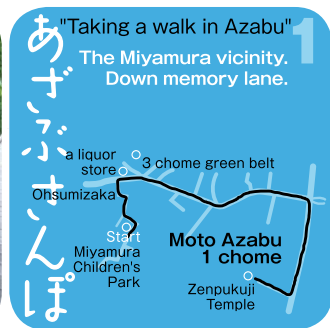 あざぶさんぽ
"Taking a walk in Azabu"
1
The Miyamura vicinity.
Down memory lane.
a liquor
store
3 chome green belt
Ohsumizaka
Start
Miyamura
Children's
Park
Moto Azabu
1 chome
Zenpukuji
Temple